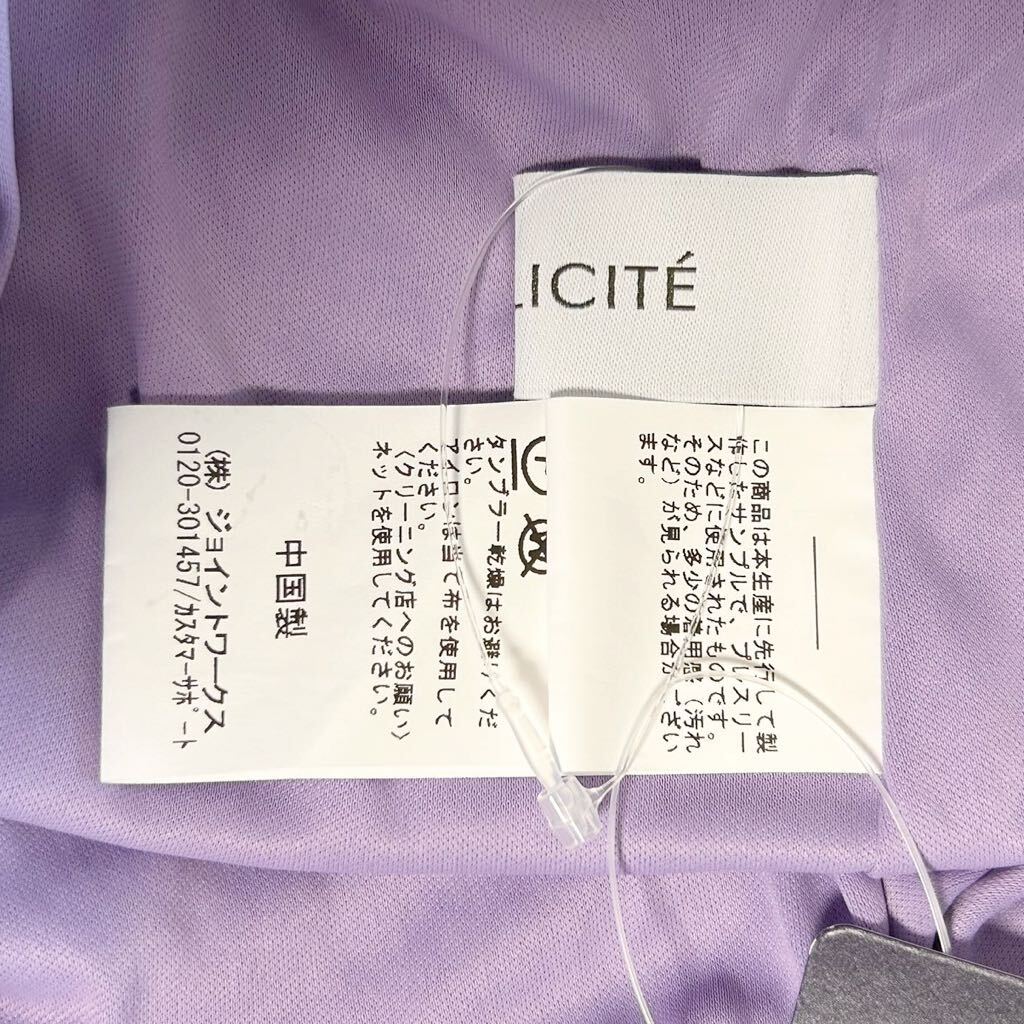 LICITÉ
この商品は本生産に先行して製
作したサンプルで、プレスリー
スなどに使用されたものです。
そのため、多少の着用感（汚れ
など）が見られる場合がござい
ます。
タンブラー乾燥はお避けくだ
さい。
アイロンは当て布を使用して
ください。
〈クリーニング店へのお願い〉
ネットを使用してください。
中国製
（株）ジョイントワークス
0120-301457/カスタマーサポート